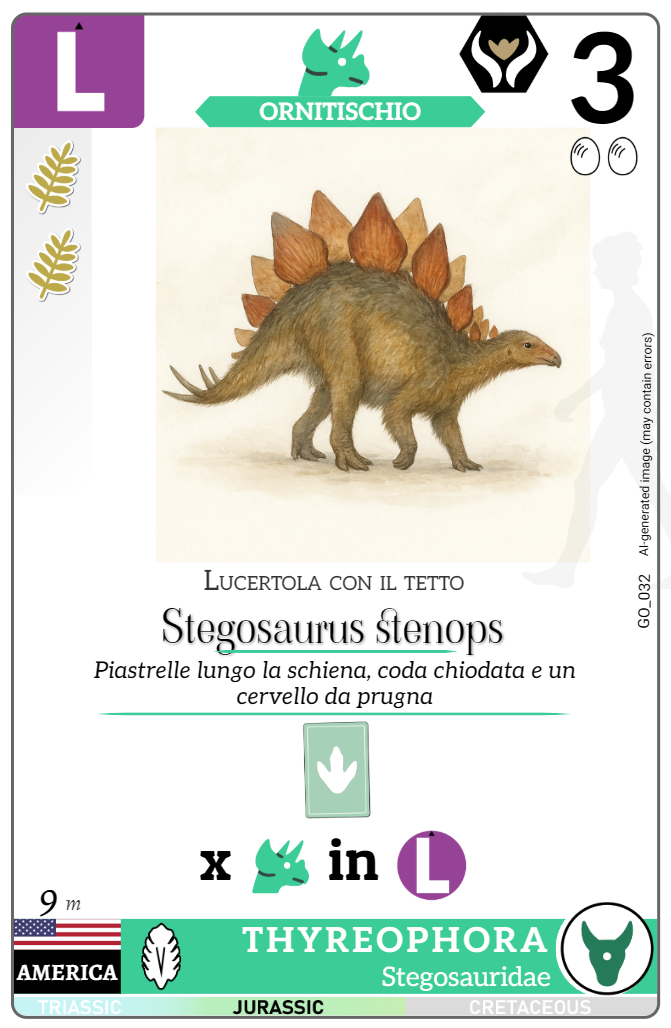 L
ORNITISCHIO
3
AI-generated image (may contain errors)
GO_032
Lucertola con il tetto
Stegosaurus stenops
Piastrelle lungo la schiena, coda chiodata e un
cervello da prugna
x in L
9 m
AMERICA
THYREOPHORA
Stegosauridae
TRIASSIC JURASSIC CRETACEOUS